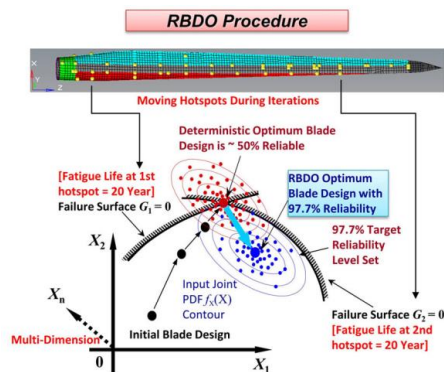 RBDO Procedure
X
Y
Z
Moving Hotspots During Iterations
Deterministic Optimum Blade
Design is ~ 50% Reliable
[Fatigue Life at 1st
hotspot = 20 Year]
Failure Surface G1 = 0
RBDO Optimum
Blade Design with
97.7% Reliability
X2
97.7% Target
Reliability
Level Set
Input Joint
PDF fX(X)
Contour
Xn
Failure Surface G2 = 0
[Fatigue Life at 2nd
hotspot = 20 Year]
Multi-Dimension
Initial Blade Design
0
X1